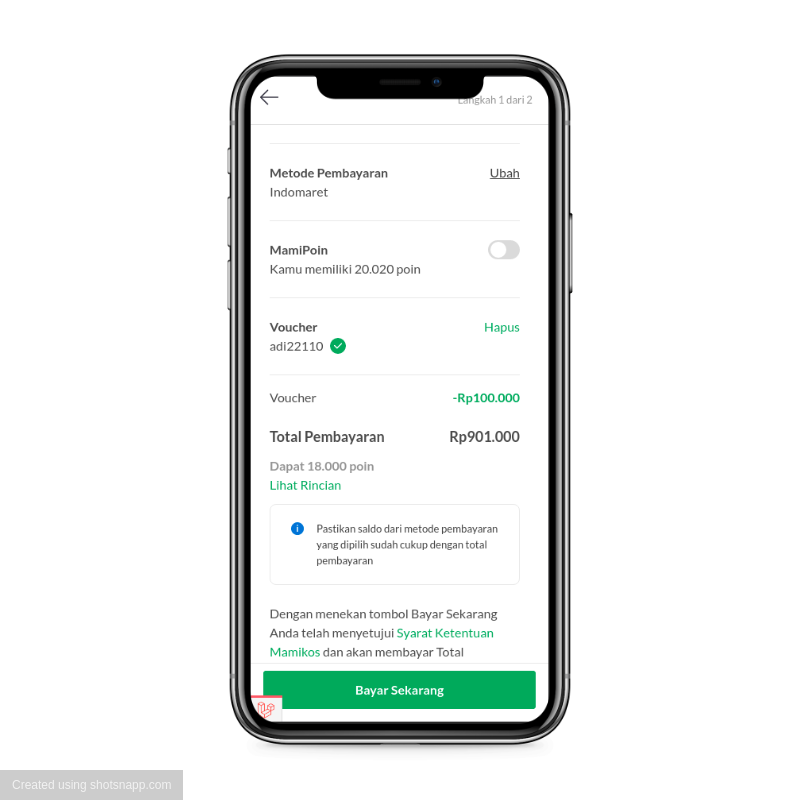 Langkah 1 dari 2
Metode Pembayaran Ubah
Indomaret
MamiPoin
Kamu memiliki 20.020 poin
Voucher Hapus
adi22110
Voucher -Rp100.000
Total Pembayaran Rp901.000
Dapat 18.000 poin
Lihat Rincian
Pastikan saldo dari metode pembayaran
yang dipilih sudah cukup dengan total
pembayaran
Dengan menekan tombol Bayar Sekarang
Anda telah menyetujui Syarat Ketentuan
Mamikos dan akan membayar Total
Bayar Sekarang
Created using shotsnapp.com